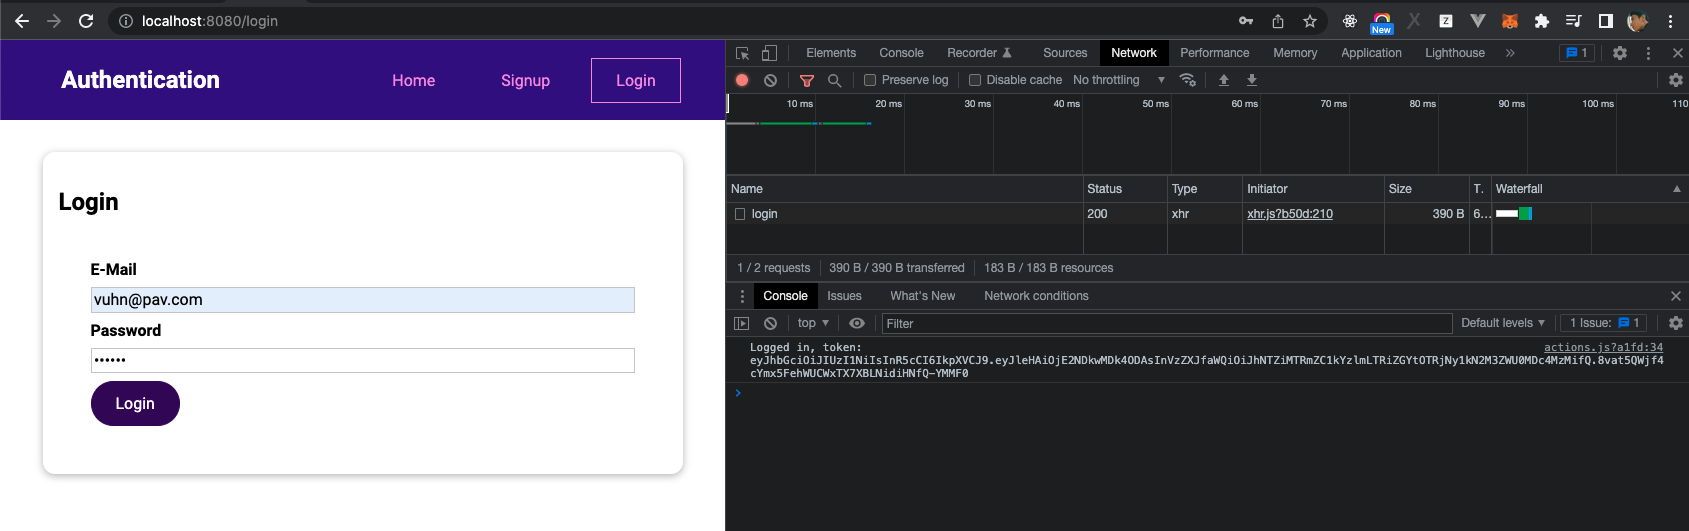 localhost:8080/login
New
Authentication
Home
Signup
Login
Login
E-Mail
vuhn@pav.com
Password
••••••
Login
Elements
Console
Recorder
Sources
Network
Performance
Memory
Application
Lighthouse
»
1
Preserve log
Disable cache
No throttling
10 ms
20 ms
30 ms
40 ms
50 ms
60 ms
70 ms
80 ms
90 ms
100 ms
110
Name
Status
Type
Initiator
Size
T.
Waterfall
login
200
xhr
xhr.js?b50d:210
390 B
6...
1 / 2 requests
390 B / 390 B transferred
183 B / 183 B resources
Console
Issues
What's New
Network conditions
top
Filter
Default levels
1 Issue:
1
Logged in, token:
actions.js?a1fd:34
eyJhbGciOiJIUzI1NiIsInR5cCI6IkpXVCJ9.eyJleHAiOjE2NDkwMDk4ODAsInVzZXJfaWQiOiJhNTZiMTRmZC1kYzlmLTRiZGYtOTRjNy1kN2M3ZWU0MDc4MzMifQ.8vat5QWjf4
cYmx5FehWUCWxTX7XBLNidiHNfQ-YMMF0